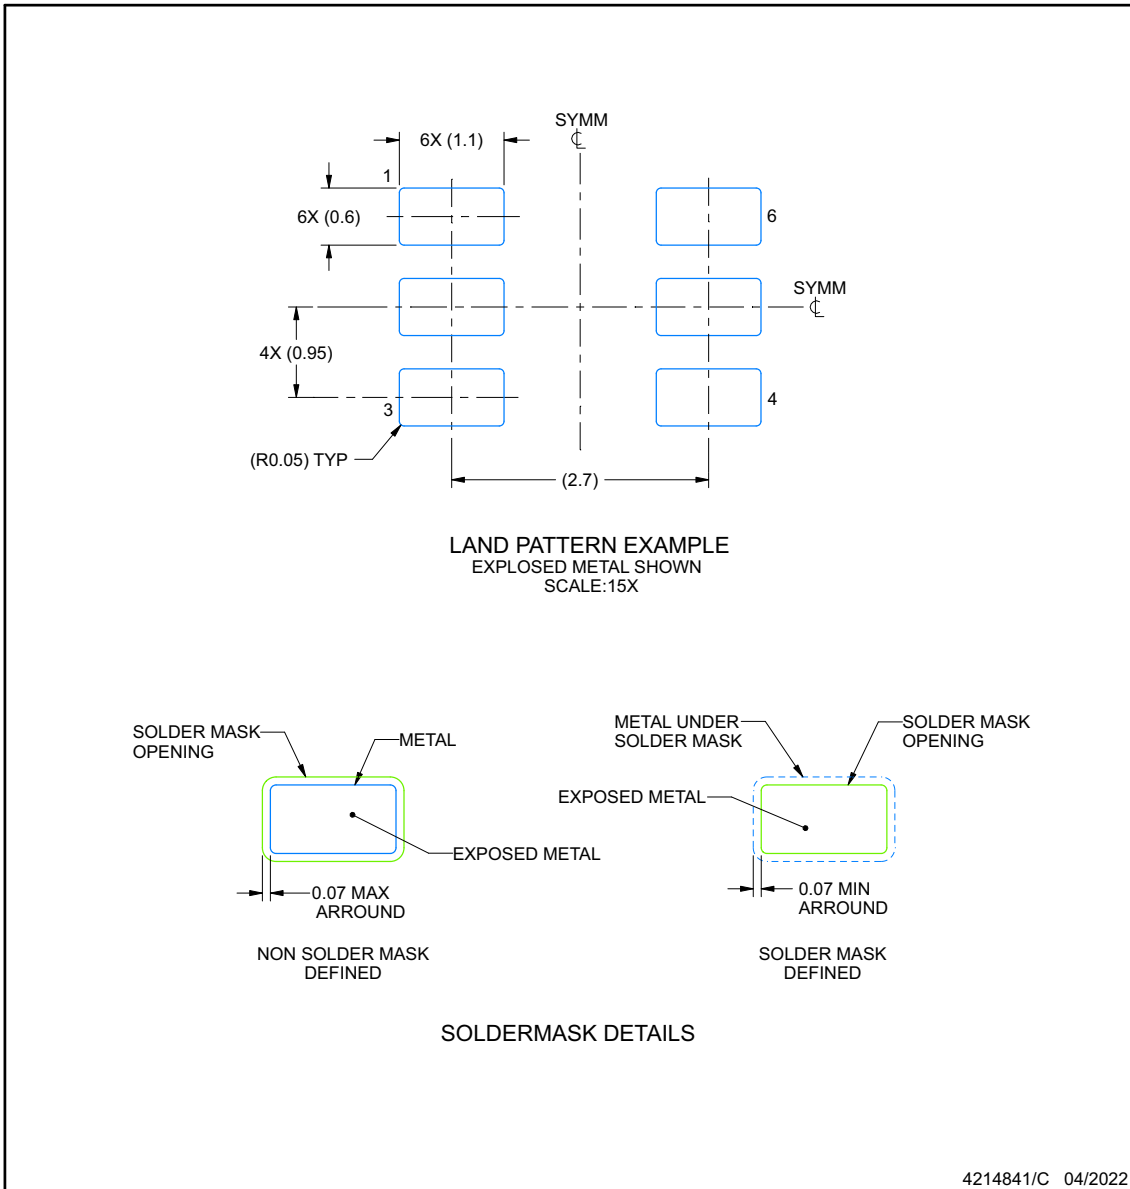 SYMM
6X (1.1)
1
6X (0.6)
6
SYMM
4X (0.95)
3
4
(R0.05) TYP
(2.7)
LAND PATTERN EXAMPLE
EXPLOSED METAL SHOWN
SCALE:15X
SOLDER MASK
OPENING
METAL
EXPOSED METAL
0.07 MAX
ARROUND
NON SOLDER MASK
DEFINED
METAL UNDER
SOLDER MASK
SOLDER MASK
OPENING
EXPOSED METAL
0.07 MIN
ARROUND
SOLDER MASK
DEFINED
SOLDERMASK DETAILS
4214841/C 04/2022